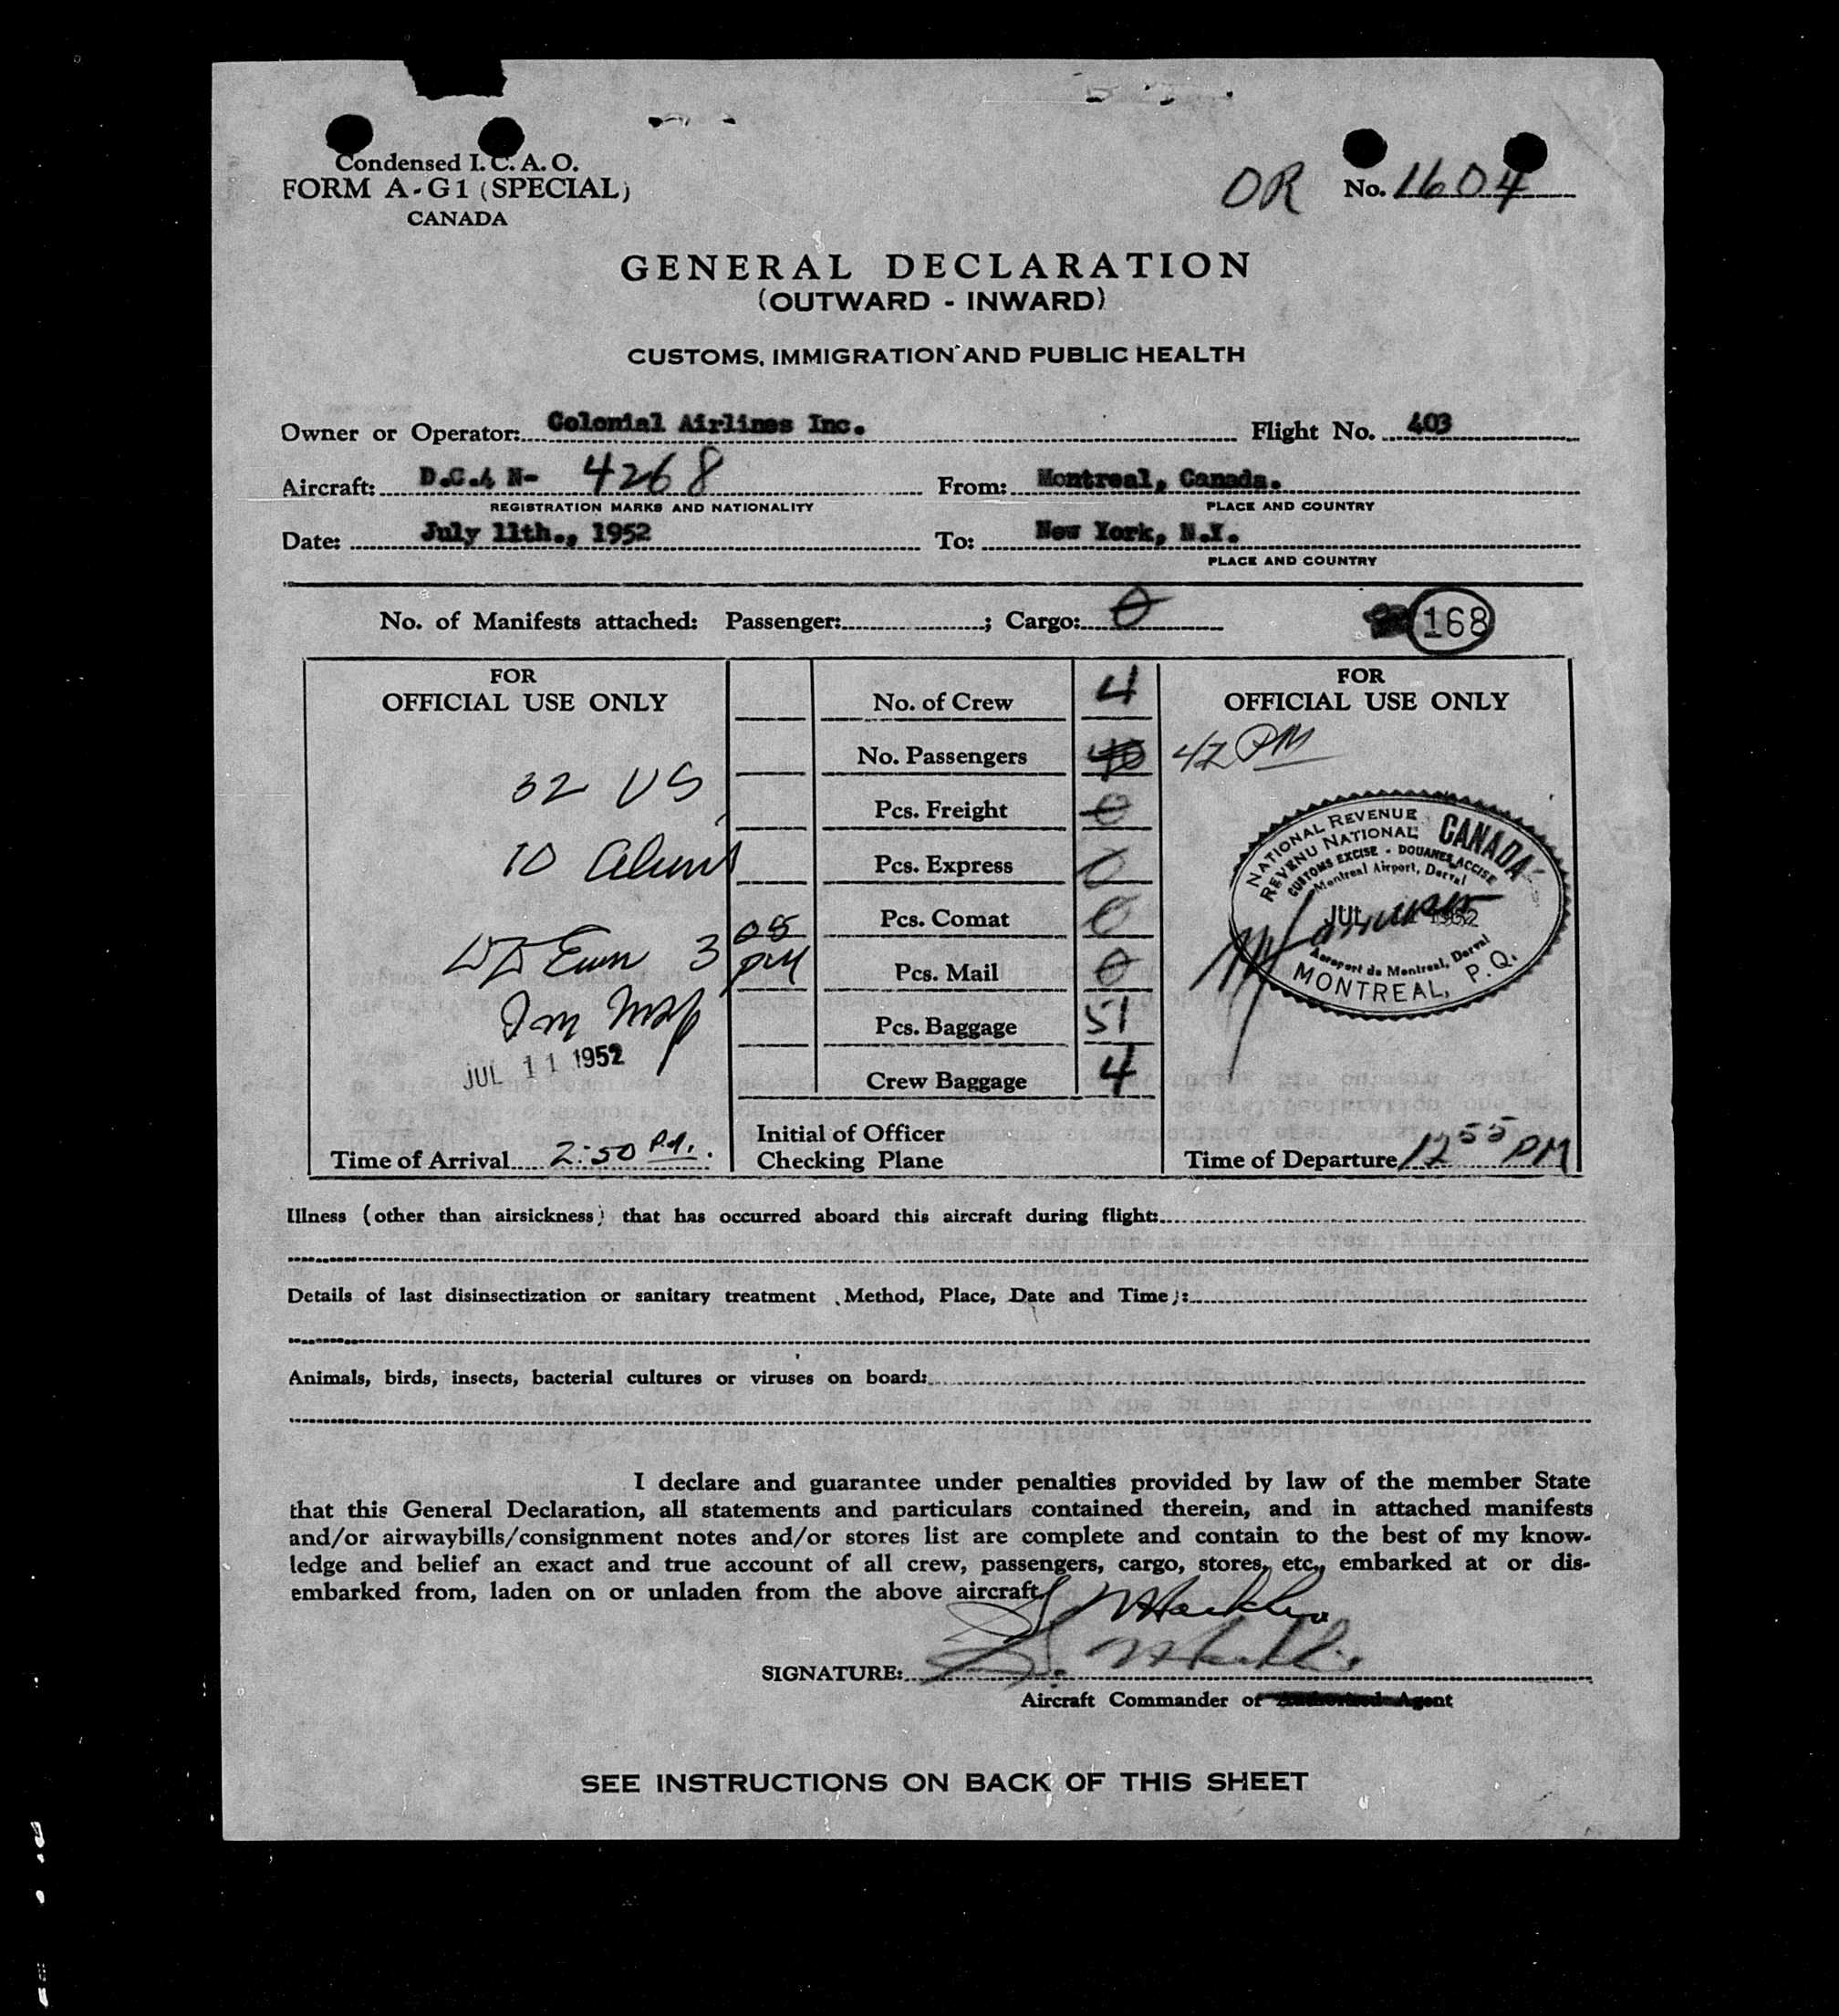 Condensed I. C. A. O.
FORM A-G1 (SPECIAL)
CANADA
OR No. 1604
GENERAL DECLARATION
(OUTWARD - INWARD)
CUSTOMS, IMMIGRATION AND PUBLIC HEALTH
Owner or Operator: Colonial Airlines Inc. Flight No. 403
Aircraft: D.C.4 N- 4268 From: Montreal, Canada.
REGISTRATION MARKS AND NATIONALITY PLACE AND COUNTRY
Date: July 11th., 1952 To: New York, N.Y.
PLACE AND COUNTRY
No. of Manifests attached: Passenger: ; Cargo: 0 168
FOR
OFFICIAL USE ONLY
32 US
10 Aliens
3 05 PM
JUL 11 1952
Time of Arrival 2:50 P.M.
No. of Crew 4
No. Passengers 40
Pcs. Freight 0
Pcs. Express 0
Pcs. Comat 0
Pcs. Mail 0
Pcs. Baggage 51
Crew Baggage 4
Initial of Officer
Checking Plane
FOR
OFFICIAL USE ONLY
42 PM
NATIONAL REVENUE
REVENU NATIONAL
CANADA
CUSTOMS EXCISE - DOUANES ACCISE
Montreal Airport, Dorval
JUL 1952
Aeroport de Montreal, Dorval
MONTREAL, P.Q.
Time of Departure 12 55 PM
Illness (other than airsickness) that has occurred aboard this aircraft during flight:
Details of last disinsectization or sanitary treatment (Method, Place, Date and Time):
Animals, birds, insects, bacterial cultures or viruses on board:
I declare and guarantee under penalties provided by law of the member State
that this General Declaration, all statements and particulars contained therein, and in attached manifests
and/or airwaybills/consignment notes and/or stores list are complete and contain to the best of my know-
ledge and belief an exact and true account of all crew, passengers, cargo, stores, etc., embarked at or dis-
embarked from, laden on or unladen from the above aircraft.
SIGNATURE:
Aircraft Commander or Authorized Agent
SEE INSTRUCTIONS ON BACK OF THIS SHEET